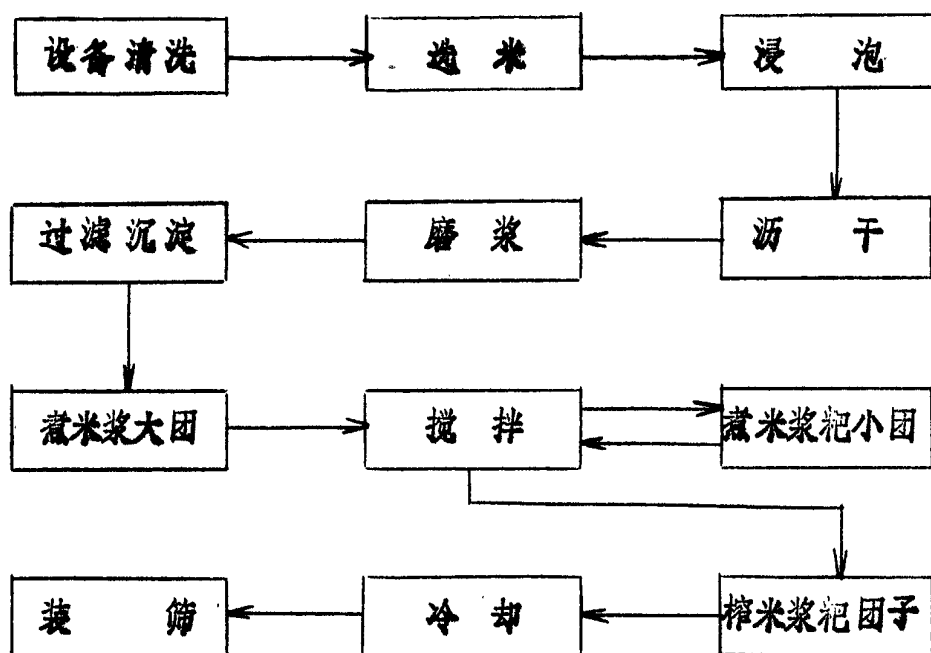 设备清洗
选米
浸泡
沥干
磨浆
过滤沉淀
煮米浆大团
搅拌
煮米浆粑小团
榨米浆粑团子
冷却
装筛